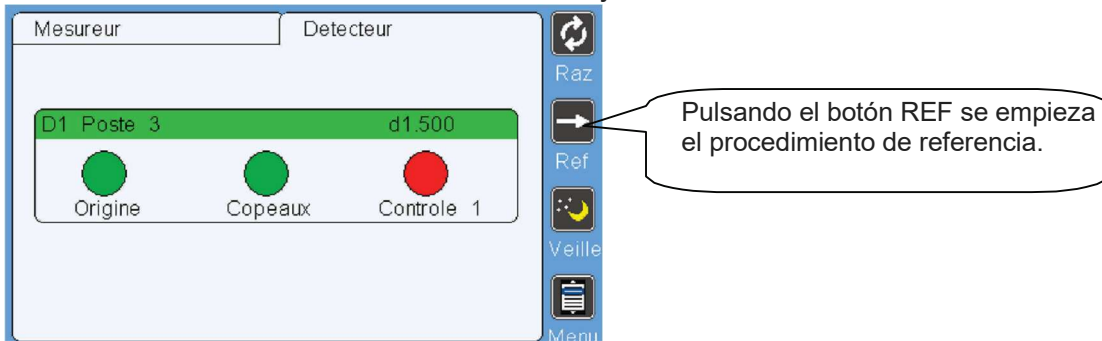 Mesureur
Detecteur
Raz
D1 Poste 3
d1.500
Origine
Copeaux
Controle 1
Ref
Veille
Menu
Pulsando el botón REF se empieza
el procedimiento de referencia.